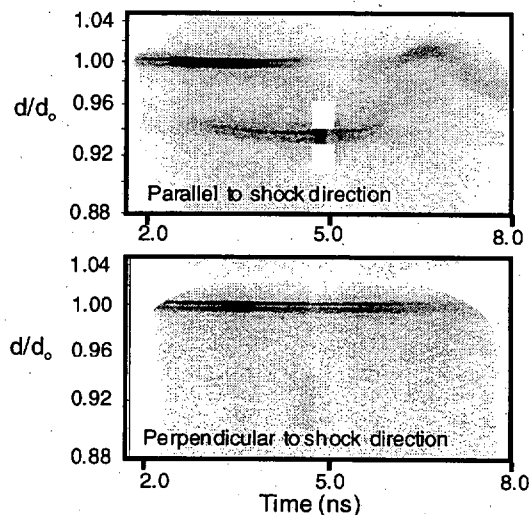 1.04
1.00
d/dₒ
0.96
0.92
Parallel to shock direction
0.88
2.0 5.0 8.0
1.04
1.00
d/dₒ
0.96
0.92
Perpendicular to shock direction
0.88
2.0 5.0 8.0
Time (ns)